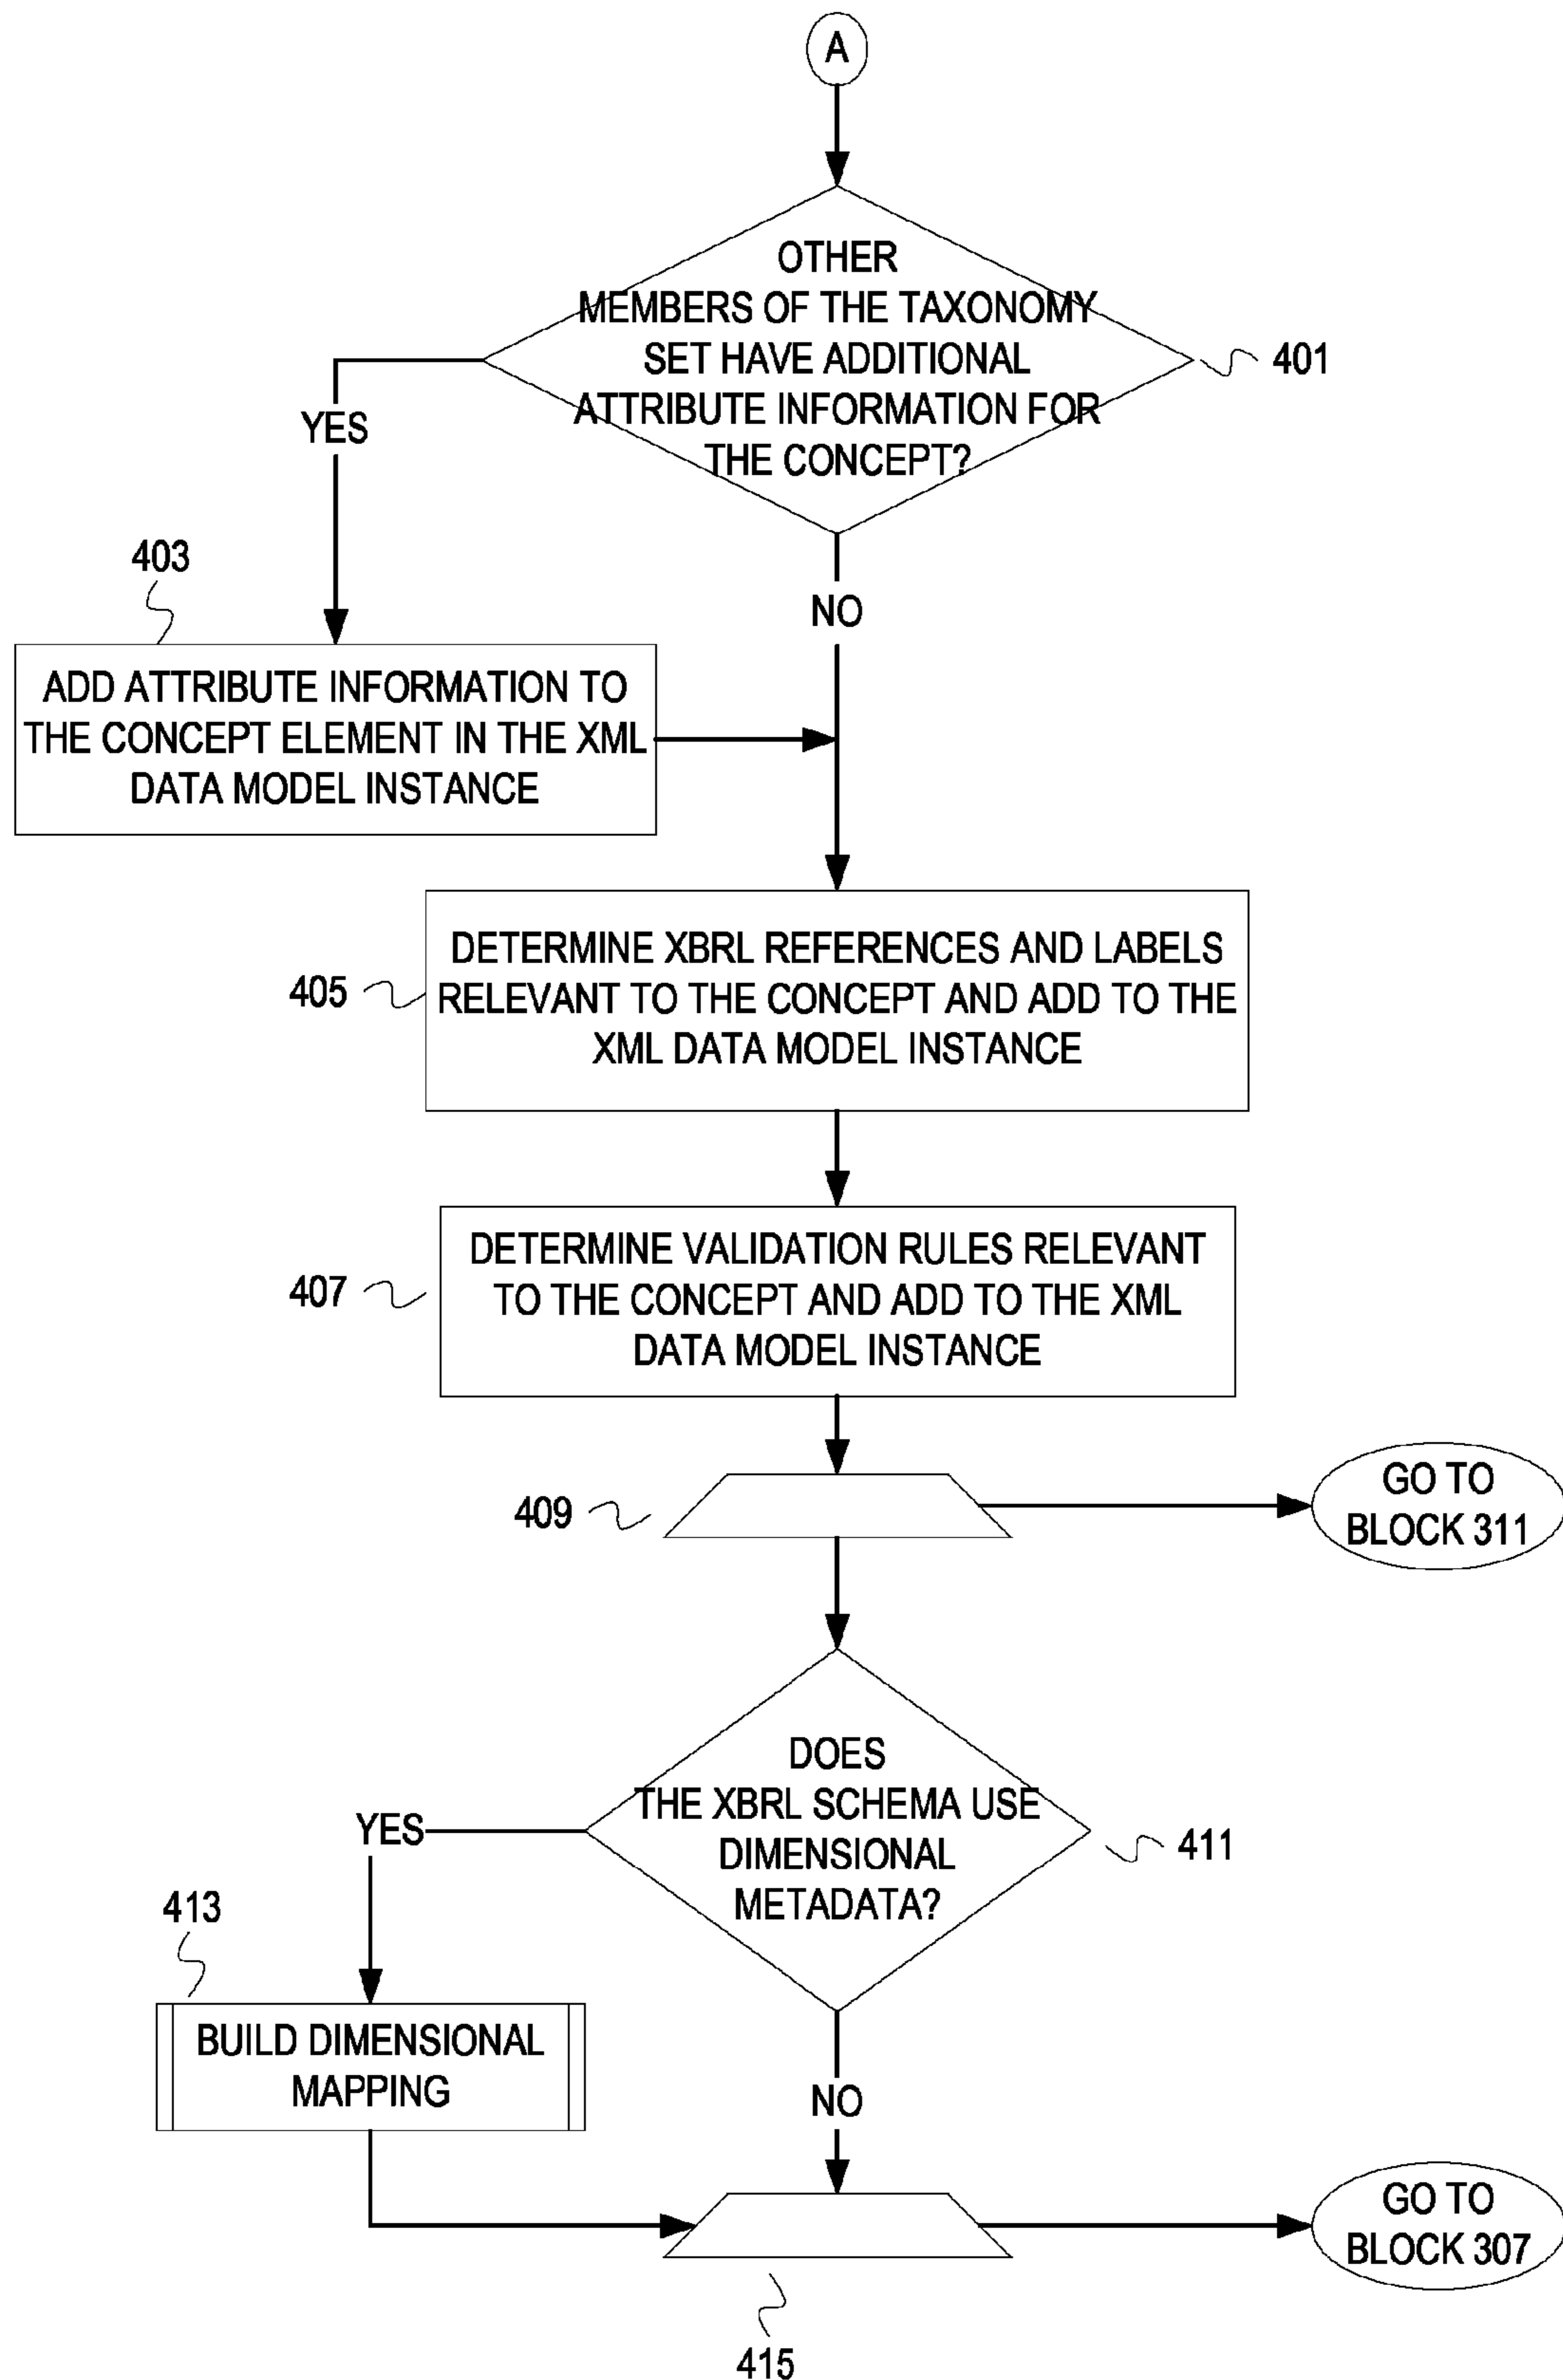 A
OTHER
MEMBERS OF THE TAXONOMY
SET HAVE ADDITIONAL
ATTRIBUTE INFORMATION FOR
THE CONCEPT?
401
YES
NO
403
ADD ATTRIBUTE INFORMATION TO
THE CONCEPT ELEMENT IN THE XML
DATA MODEL INSTANCE
405
DETERMINE XBRL REFERENCES AND LABELS
RELEVANT TO THE CONCEPT AND ADD TO THE
XML DATA MODEL INSTANCE
407
DETERMINE VALIDATION RULES RELEVANT
TO THE CONCEPT AND ADD TO THE XML
DATA MODEL INSTANCE
409
GO TO
BLOCK 311
DOES
THE XBRL SCHEMA USE
DIMENSIONAL
METADATA?
411
YES
NO
413
BUILD DIMENSIONAL
MAPPING
GO TO
BLOCK 307
415